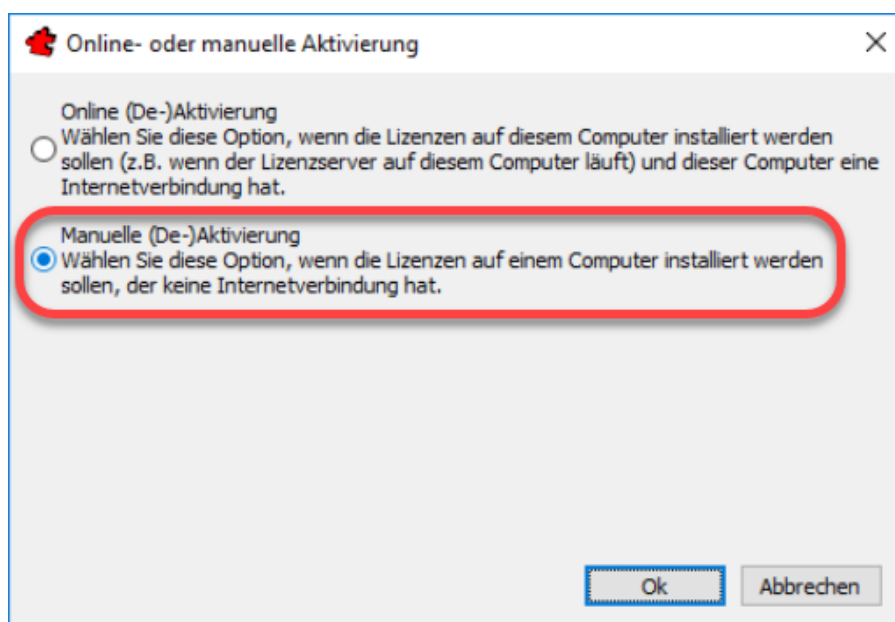 Online- oder manuelle Aktivierung
Online (De-)Aktivierung
Wählen Sie diese Option, wenn die Lizenzen auf diesem Computer installiert werden
sollen (z.B. wenn der Lizenzserver auf diesem Computer läuft) und dieser Computer eine
Internetverbindung hat.
Manuelle (De-)Aktivierung
Wählen Sie diese Option, wenn die Lizenzen auf einem Computer installiert werden
sollen, der keine Internetverbindung hat.
Ok
Abbrechen